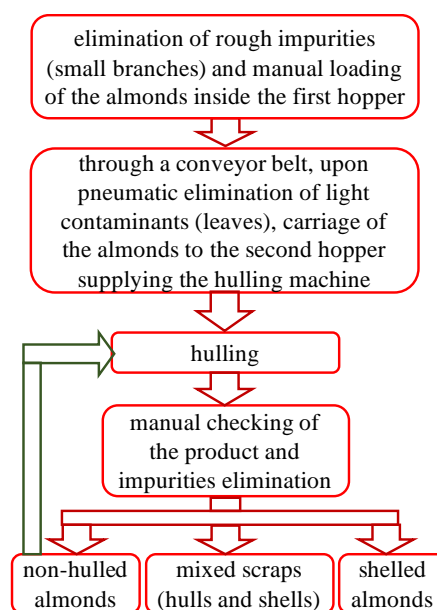 elimination of rough impurities
(small branches) and manual loading
of the almonds inside the first hopper
through a conveyor belt, upon
pneumatic elimination of light
contaminants (leaves), carriage of
the almonds to the second hopper
supplying the hulling machine
hulling
manual checking of
the product and
impurities elimination
non-hulled
almonds
mixed scraps
(hulls and shells)
shelled
almonds